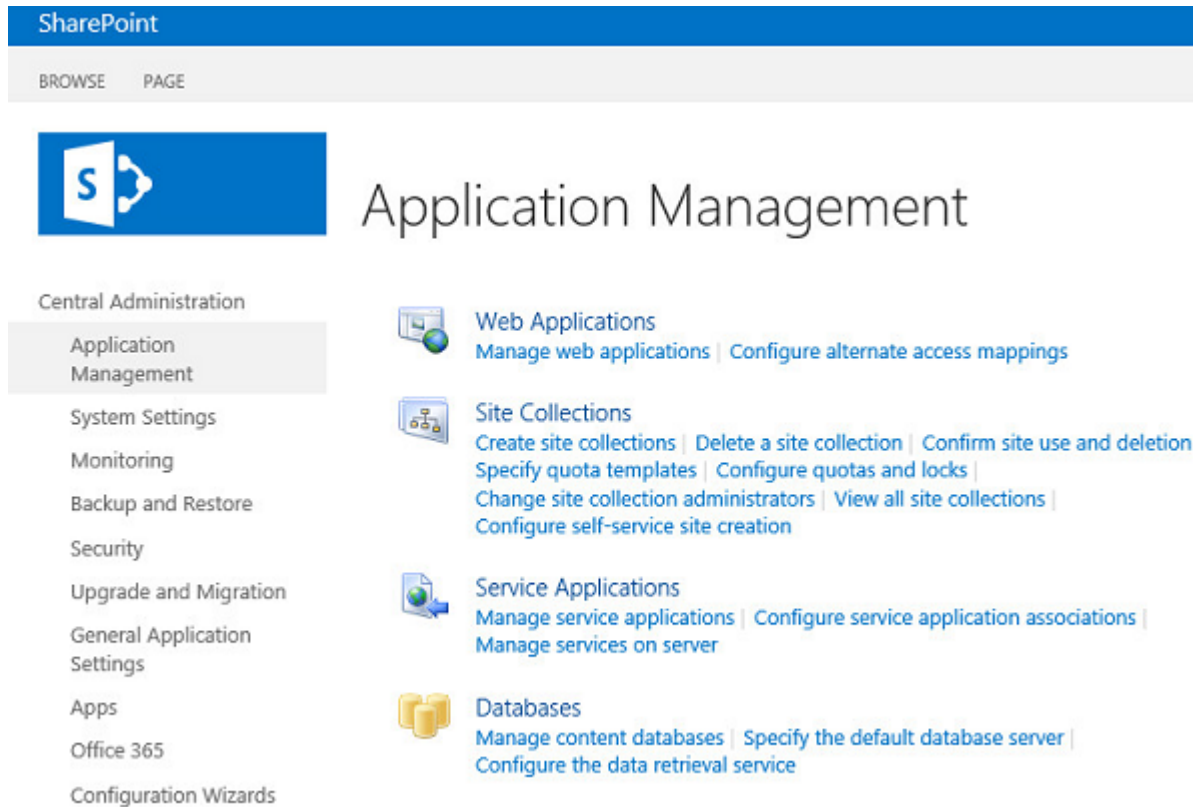 SharePoint
BROWSE PAGE
S
Application Management
Central Administration
Application
Management
System Settings
Monitoring
Backup and Restore
Security
Upgrade and Migration
General Application
Settings
Apps
Office 365
Configuration Wizards
Web Applications
Manage web applications | Configure alternate access mappings
Site Collections
Create site collections | Delete a site collection | Confirm site use and deletion
Specify quota templates | Configure quotas and locks |
Change site collection administrators | View all site collections |
Configure self-service site creation
Service Applications
Manage service applications | Configure service application associations |
Manage services on server
Databases
Manage content databases | Specify the default database server |
Configure the data retrieval service